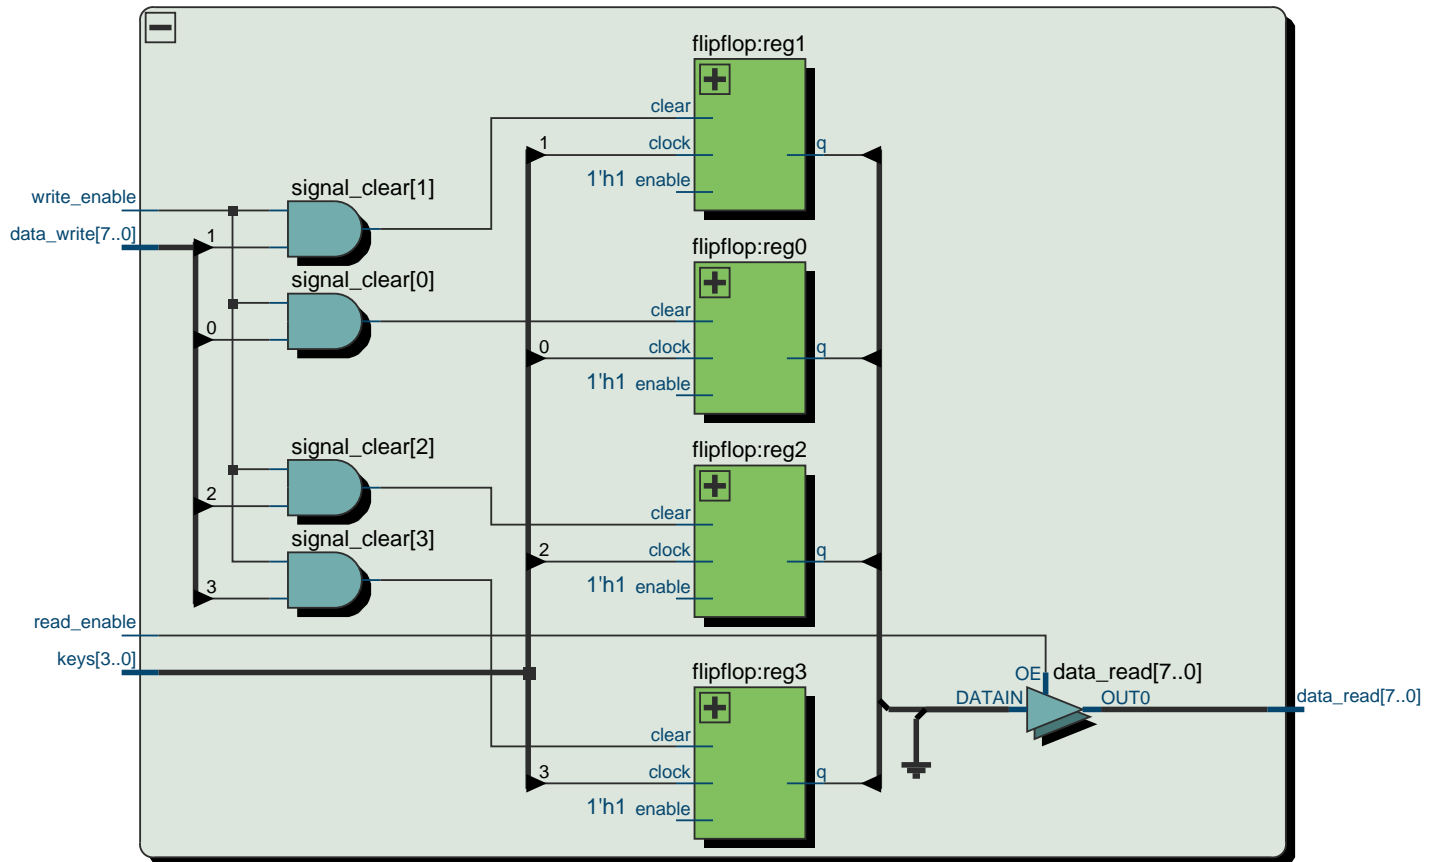 flipflop:reg1
clear
1 clock q
1'h1 enable
write_enable
signal_clear[1]
data_write[7..0] 1
flipflop:reg0
signal_clear[0]
clear
0
0 clock q
1'h1 enable
signal_clear[2]
flipflop:reg2
2
clear
signal_clear[3]
2 clock q
3
1'h1 enable
read_enable
keys[3..0]
flipflop:reg3
OE data_read[7..0]
DATAIN OUT0 data_read[7..0]
clear
3 clock q
1'h1 enable